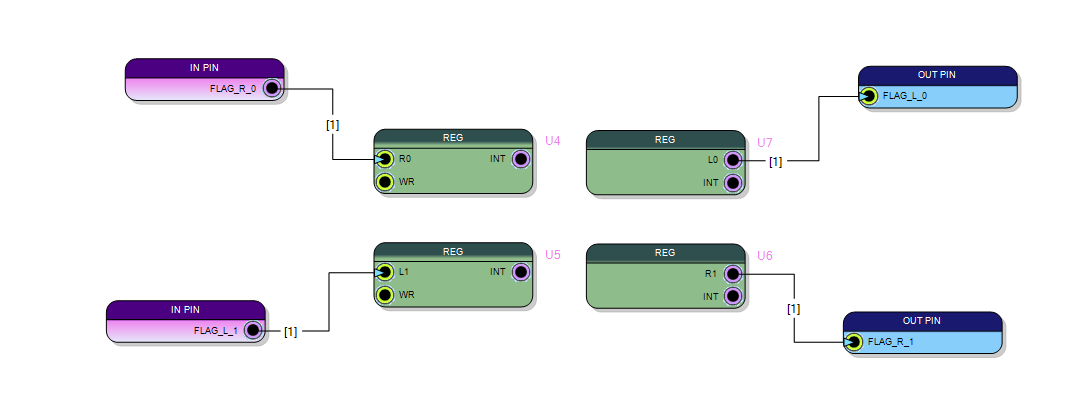 IN PIN
FLAG_R_0
[1]
REG
U4
R0
INT
WR
REG
U7
L0
[1]
INT
OUT PIN
FLAG_L_0
REG
U5
L1
INT
WR
IN PIN
FLAG_L_1
[1]
REG
U6
R1
INT
[1]
OUT PIN
FLAG_R_1